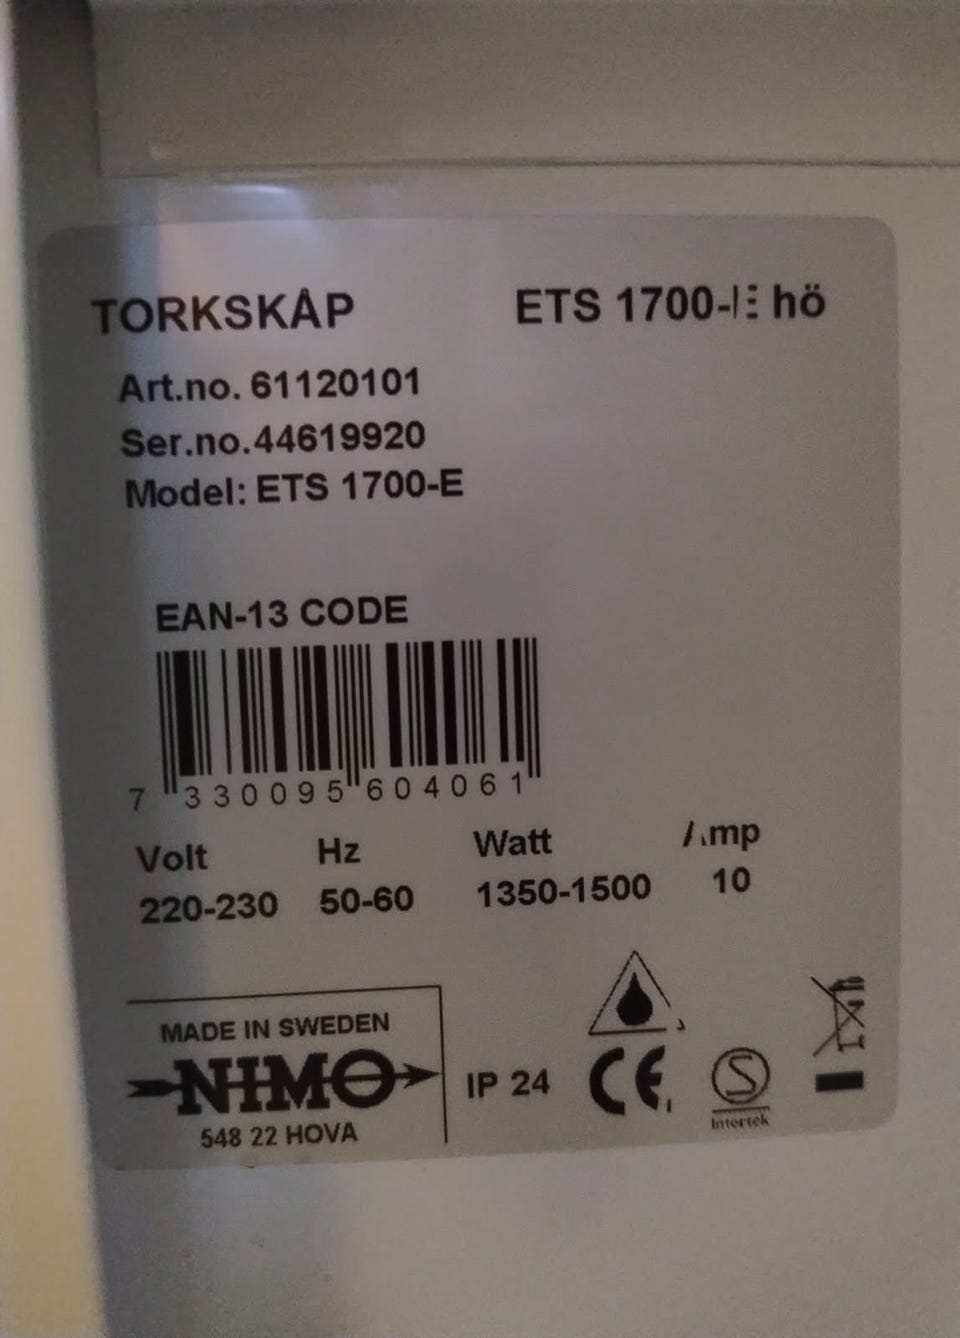 TORKSKÅP ETS 1700-E hö
Art.no. 61120101
Ser.no.44619920
Model: ETS 1700-E
EAN-13 CODE
7 330095 604061
Volt Hz Watt Amp
220-230 50-60 1350-1500 10
MADE IN SWEDEN
NIMO
548 22 HOVA
IP 24
CE
S
Intertek